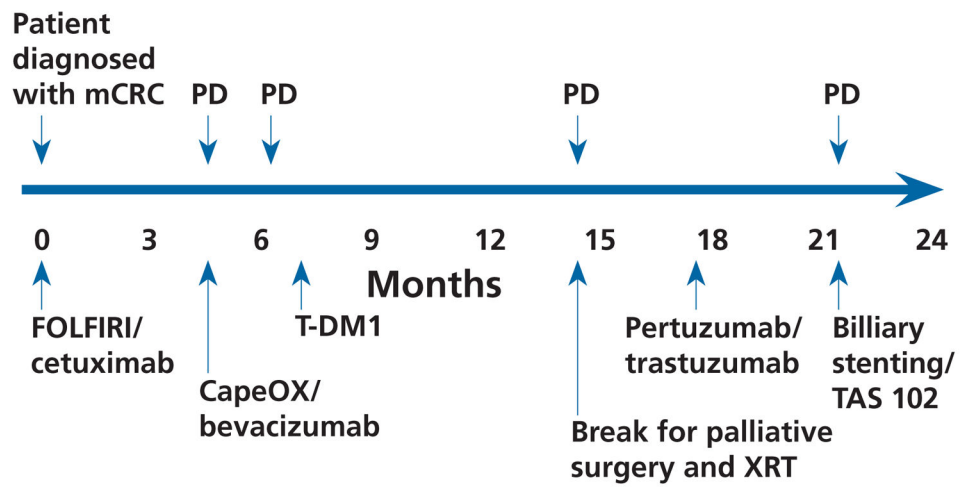 Patient
diagnosed
with mCRC
PD
PD
PD
PD
0 3 6 9 12 15 18 21 24
Months
FOLFIRI/
cetuximab
CapeOX/
bevacizumab
T-DM1
Break for palliative
surgery and XRT
Pertuzumab/
trastuzumab
Billiary
stenting/
TAS 102